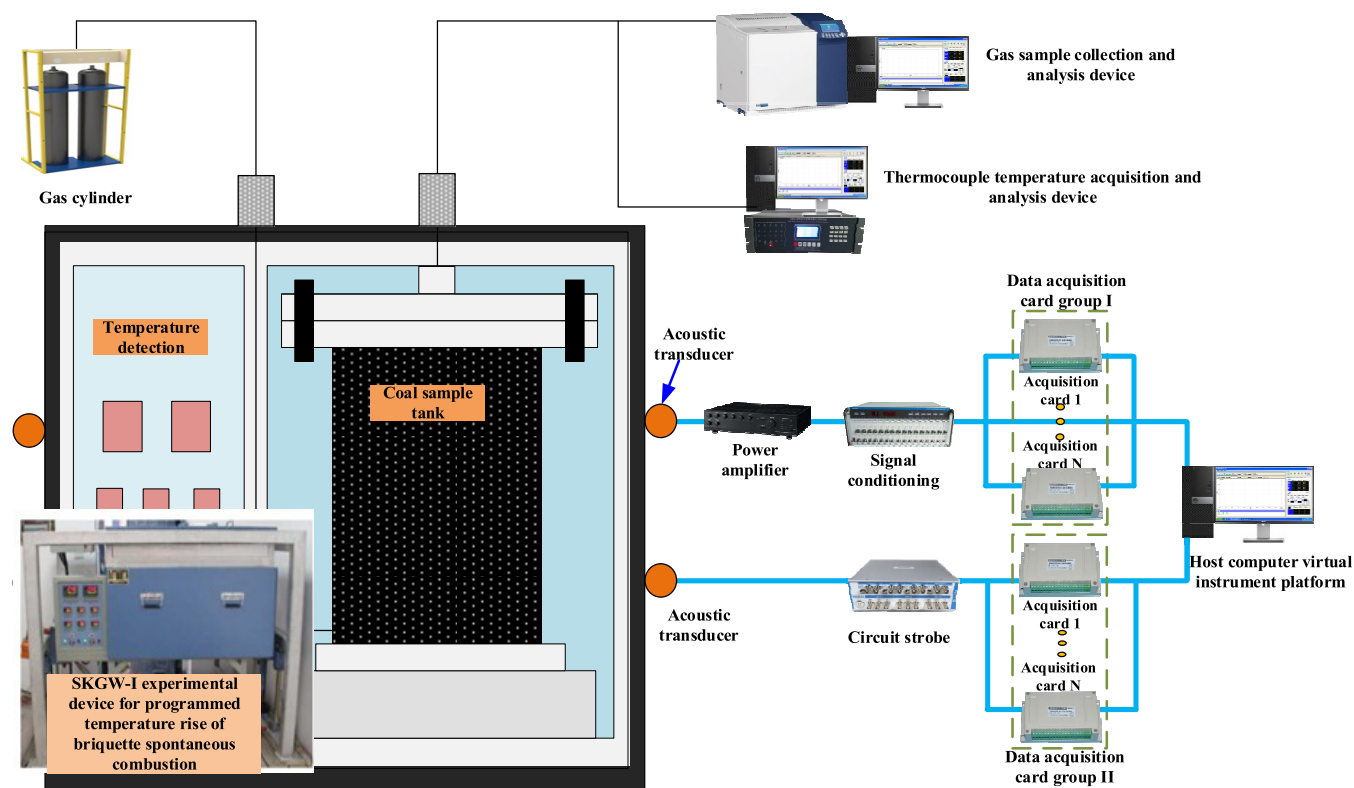 Gas cylinder
Gas sample collection and
analysis device
Thermocouple temperature acquisition and
analysis device
Temperature
detection
Coal sample
tank
SKGW-I experimental
device for programmed
temperature rise of
briquette spontaneous
combustion
Acoustic
transducer
Power
amplifier
Signal
conditioning
Data acquisition
card group I
Acquisition
card 1
Acquisition
card N
Host computer virtual
instrument platform
Acoustic
transducer
Circuit strobe
Acquisition
card 1
Acquisition
card N
Data acquisition
card group II